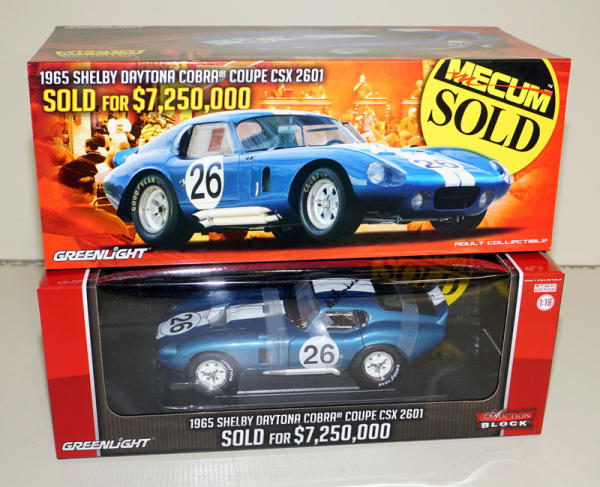 1965 SHELBY DAYTONA COBRA® COUPE CSX 2601
SOLD FOR $7,250,000
MECUM™
SOLD
26
26
GOODYEAR
GREENLIGHT®
ADULT COLLECTIBLE
1:18
26
26
1965 SHELBY DAYTONA COBRA® COUPE CSX 2601
SOLD FOR $7,250,000
GREENLIGHT®
AUCTION
BLOCK